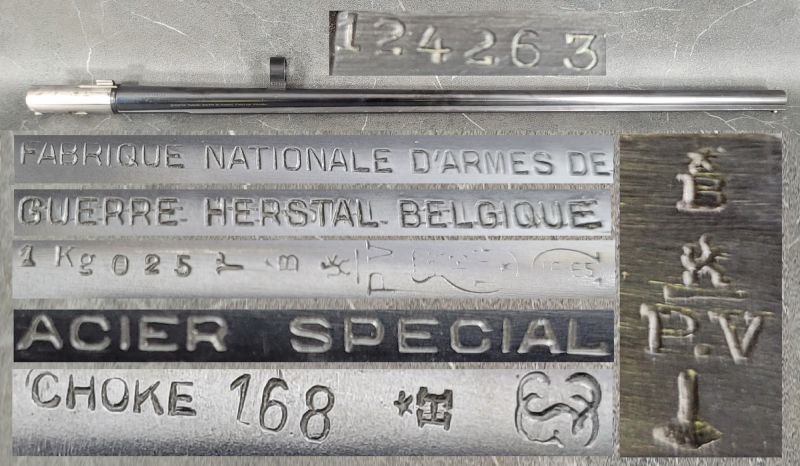 124263
FABRIQUE NATIONALE D'ARMES DE
GUERRE HERSTAL BELGIQUE
1 Kg 025 B PV
ACIER SPECIAL
CHOKE 16.8
*B
P.V